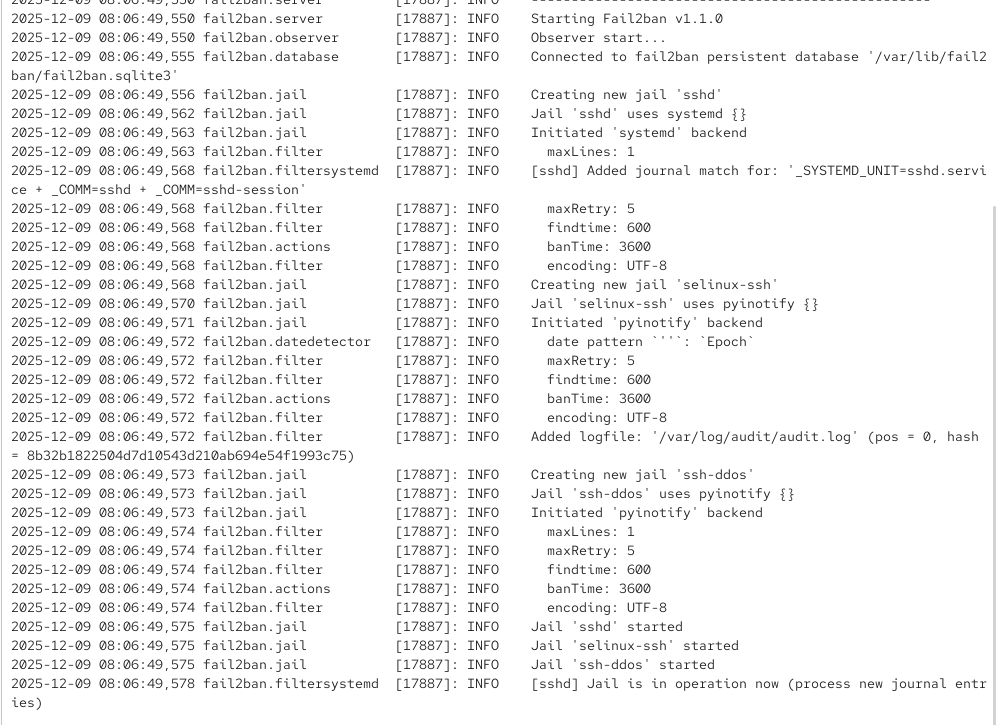 2025-12-09 08:06:49,550 fail2ban.server         [17887]: INFO    --------------------------------------------------
2025-12-09 08:06:49,550 fail2ban.server         [17887]: INFO    Starting Fail2ban v1.1.0
2025-12-09 08:06:49,550 fail2ban.observer       [17887]: INFO    Observer start...
2025-12-09 08:06:49,555 fail2ban.database       [17887]: INFO    Connected to fail2ban persistent database '/var/lib/fail2
ban/fail2ban.sqlite3'
2025-12-09 08:06:49,556 fail2ban.jail           [17887]: INFO    Creating new jail 'sshd'
2025-12-09 08:06:49,562 fail2ban.jail           [17887]: INFO    Jail 'sshd' uses systemd {}
2025-12-09 08:06:49,563 fail2ban.jail           [17887]: INFO    Initiated 'systemd' backend
2025-12-09 08:06:49,563 fail2ban.filter         [17887]: INFO      maxLines: 1
2025-12-09 08:06:49,568 fail2ban.filtersystemd  [17887]: INFO    [sshd] Added journal match for: '_SYSTEMD_UNIT=sshd.servi
ce + _COMM=sshd + _COMM=sshd-session'
2025-12-09 08:06:49,568 fail2ban.filter         [17887]: INFO      maxRetry: 5
2025-12-09 08:06:49,568 fail2ban.filter         [17887]: INFO      findtime: 600
2025-12-09 08:06:49,568 fail2ban.actions        [17887]: INFO      banTime: 3600
2025-12-09 08:06:49,568 fail2ban.filter         [17887]: INFO      encoding: UTF-8
2025-12-09 08:06:49,568 fail2ban.jail           [17887]: INFO    Creating new jail 'selinux-ssh'
2025-12-09 08:06:49,570 fail2ban.jail           [17887]: INFO    Jail 'selinux-ssh' uses pyinotify {}
2025-12-09 08:06:49,571 fail2ban.jail           [17887]: INFO    Initiated 'pyinotify' backend
2025-12-09 08:06:49,572 fail2ban.datedetector   [17887]: INFO      date pattern `''`: `Epoch`
2025-12-09 08:06:49,572 fail2ban.filter         [17887]: INFO      maxRetry: 5
2025-12-09 08:06:49,572 fail2ban.filter         [17887]: INFO      findtime: 600
2025-12-09 08:06:49,572 fail2ban.actions        [17887]: INFO      banTime: 3600
2025-12-09 08:06:49,572 fail2ban.filter         [17887]: INFO      encoding: UTF-8
2025-12-09 08:06:49,572 fail2ban.filter         [17887]: INFO    Added logfile: '/var/log/audit/audit.log' (pos = 0, hash
= 8b32b1822504d7d10543d210ab694e54f1993c75)
2025-12-09 08:06:49,573 fail2ban.jail           [17887]: INFO    Creating new jail 'ssh-ddos'
2025-12-09 08:06:49,573 fail2ban.jail           [17887]: INFO    Jail 'ssh-ddos' uses pyinotify {}
2025-12-09 08:06:49,573 fail2ban.jail           [17887]: INFO    Initiated 'pyinotify' backend
2025-12-09 08:06:49,574 fail2ban.filter         [17887]: INFO      maxLines: 1
2025-12-09 08:06:49,574 fail2ban.filter         [17887]: INFO      maxRetry: 5
2025-12-09 08:06:49,574 fail2ban.filter         [17887]: INFO      findtime: 600
2025-12-09 08:06:49,574 fail2ban.actions        [17887]: INFO      banTime: 3600
2025-12-09 08:06:49,574 fail2ban.filter         [17887]: INFO      encoding: UTF-8
2025-12-09 08:06:49,575 fail2ban.jail           [17887]: INFO    Jail 'sshd' started
2025-12-09 08:06:49,575 fail2ban.jail           [17887]: INFO    Jail 'selinux-ssh' started
2025-12-09 08:06:49,575 fail2ban.jail           [17887]: INFO    Jail 'ssh-ddos' started
2025-12-09 08:06:49,578 fail2ban.filtersystemd  [17887]: INFO    [sshd] Jail is in operation now (process new journal entr
ies)